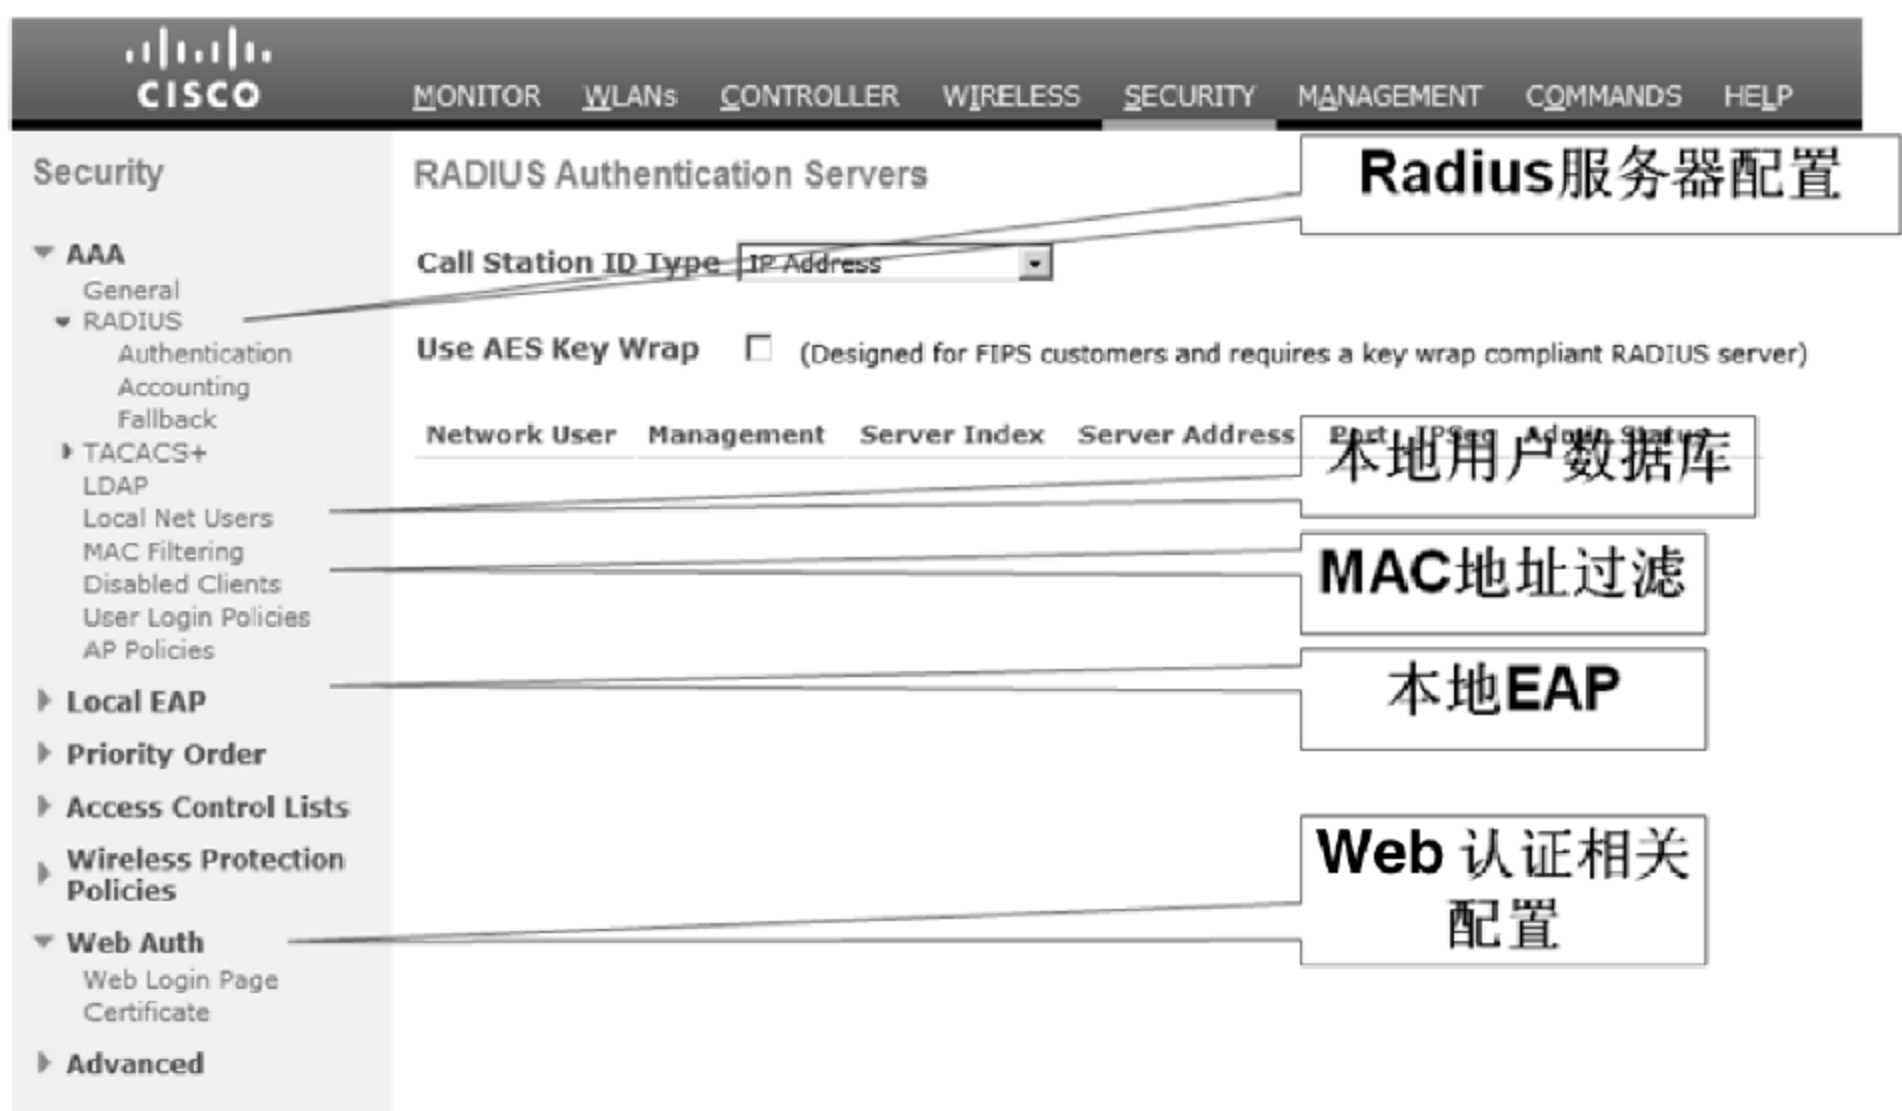 CISCO
MONITOR WLANs CONTROLLER WIRELESS SECURITY MANAGEMENT COMMANDS HELP
Security
AAA
General
RADIUS
Authentication
Accounting
Fallback
TACACS+
LDAP
Local Net Users
MAC Filtering
Disabled Clients
User Login Policies
AP Policies
Local EAP
Priority Order
Access Control Lists
Wireless Protection
Policies
Web Auth
Web Login Page
Certificate
Advanced
RADIUS Authentication Servers
Call Station ID Type IP Address
Use AES Key Wrap (Designed for FIPS customers and requires a key wrap compliant RADIUS server)
Network User Management Server Index Server Address Port IPSec Admin Status
Radius服务器配置
本地用户数据库
MAC地址过滤
本地EAP
Web 认证相关
配置